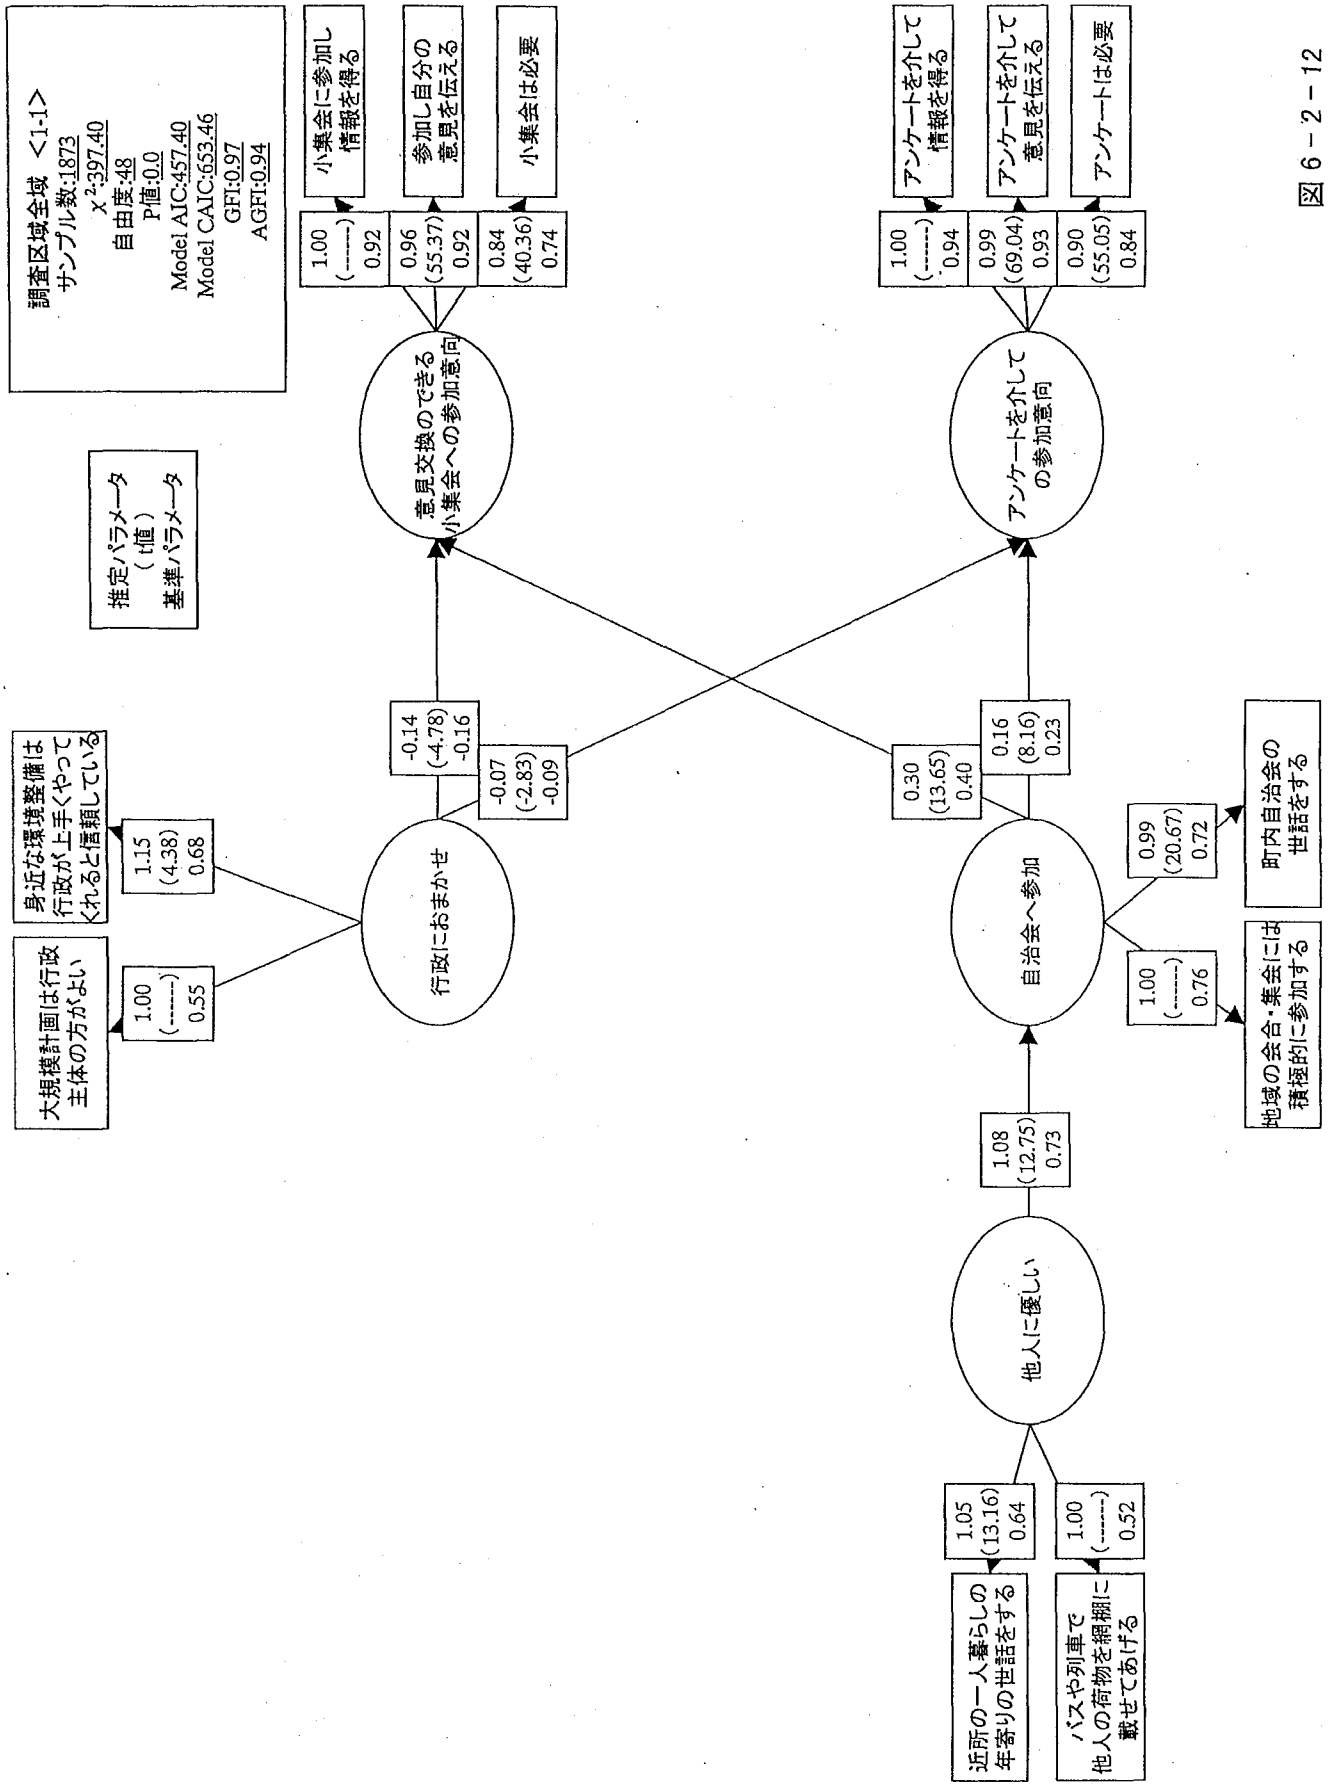 調査区域全域 <1-1>
サンプル数:1873
χ²:397.40
自由度:48
P値:0.0
Model AIC:457.40
Model CAIC:653.46
GFI:0.97
AGFI:0.94
推定パラメータ
( t値 )
基準パラメータ
大規模計画は行政
主体の方がよい
1.00
(-----)
0.55
身近な環境整備は
行政が上手くやって
くれると信頼している
1.15
(4.38)
0.68
行政におまかせ
-0.14
(-4.78)
-0.16
-0.07
(-2.83)
-0.09
意見交換のできる
小集会への参加意向
1.00
(-----)
0.92
0.96
(55.37)
0.92
0.84
(40.36)
0.74
小集会に参加し
情報を得る
参加し自分の
意見を伝える
小集会は必要
近所の一人暮らしの
年寄りの世話をする
バスや列車で
他人の荷物を網棚に
載せてあげる
1.05
(13.16)
0.64
1.00
(-----)
0.52
他人に優しい
1.08
(12.75)
0.73
自治会へ参加
0.30
(13.65)
0.40
0.16
(8.16)
0.23
1.00
(-----)
0.76
0.99
(20.67)
0.72
地域の会合・集会には
積極的に参加する
町内自治会の
世話をする
アンケートを介して
の参加意向
1.00
(-----)
0.94
0.99
(69.04)
0.93
0.90
(55.05)
0.84
アンケートを介して
情報を得る
アンケートを介して
意見を伝える
アンケートは必要
図 6-2-12